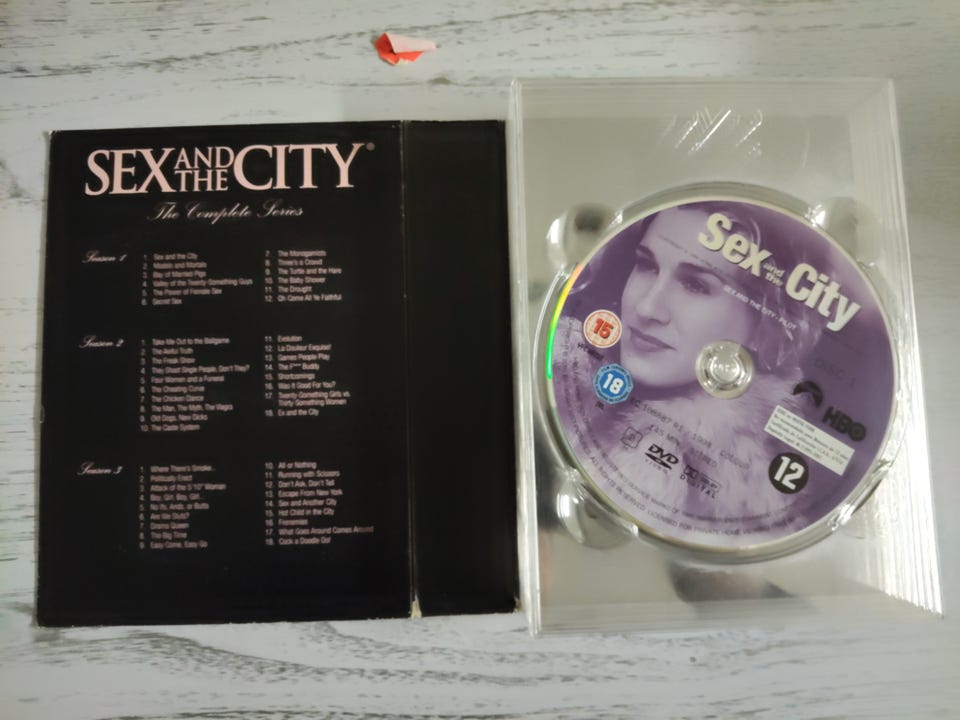 SEX AND THE CITY®
The Complete Series
Season 1
1. Sex and the City
2. Models and Mortals
3. Bay of Married Pigs
4. Valley of the Twenty-Something Guys
5. The Power of Female Sex
6. Secret Sex
7. The Monogamists
8. Three's a Crowd
9. The Turtle and the Hare
10. The Baby Shower
11. The Drought
12. Oh Come All Ye Faithful
Season 2
1. Take Me Out to the Ballgame
2. The Awful Truth
3. The Freak Show
4. They Shoot Single People, Don't They?
5. Four Women and a Funeral
6. The Cheating Curve
7. The Chicken Dance
8. The Man, The Myth, The Viagra
9. Old Dogs, New Dicks
10. The Caste System
11. Evolution
12. La Douleur Exquise!
13. Games People Play
14. The F*** Buddy
15. Shortcomings
16. Was it Good For You?
17. Twenty-Something Girls vs.
Thirty-Something Women
18. Ex and the City
Season 3
1. Where There's Smoke...
2. Politically Erect
3. Attack of the 5'10" Woman
4. Boy, Girl, Boy, Girl...
5. No Ifs, Ands, or Butts
6. Are We Sluts?
7. Drama Queen
8. The Big Time
9. Easy Come, Easy Go
10. All or Nothing
11. Running with Scissors
12. Don't Ask, Don't Tell
13. Escape From New York
14. Sex and Another City
15. Hot Child in the City
16. Frenemies
17. What Goes Around Comes Around
18. Cock a Doodle Do!
Sex and the City
SEX AND THE CITY - PILOT
15
18
HBO
COLOUR
DVD
VIDEO
DIGITAL
12